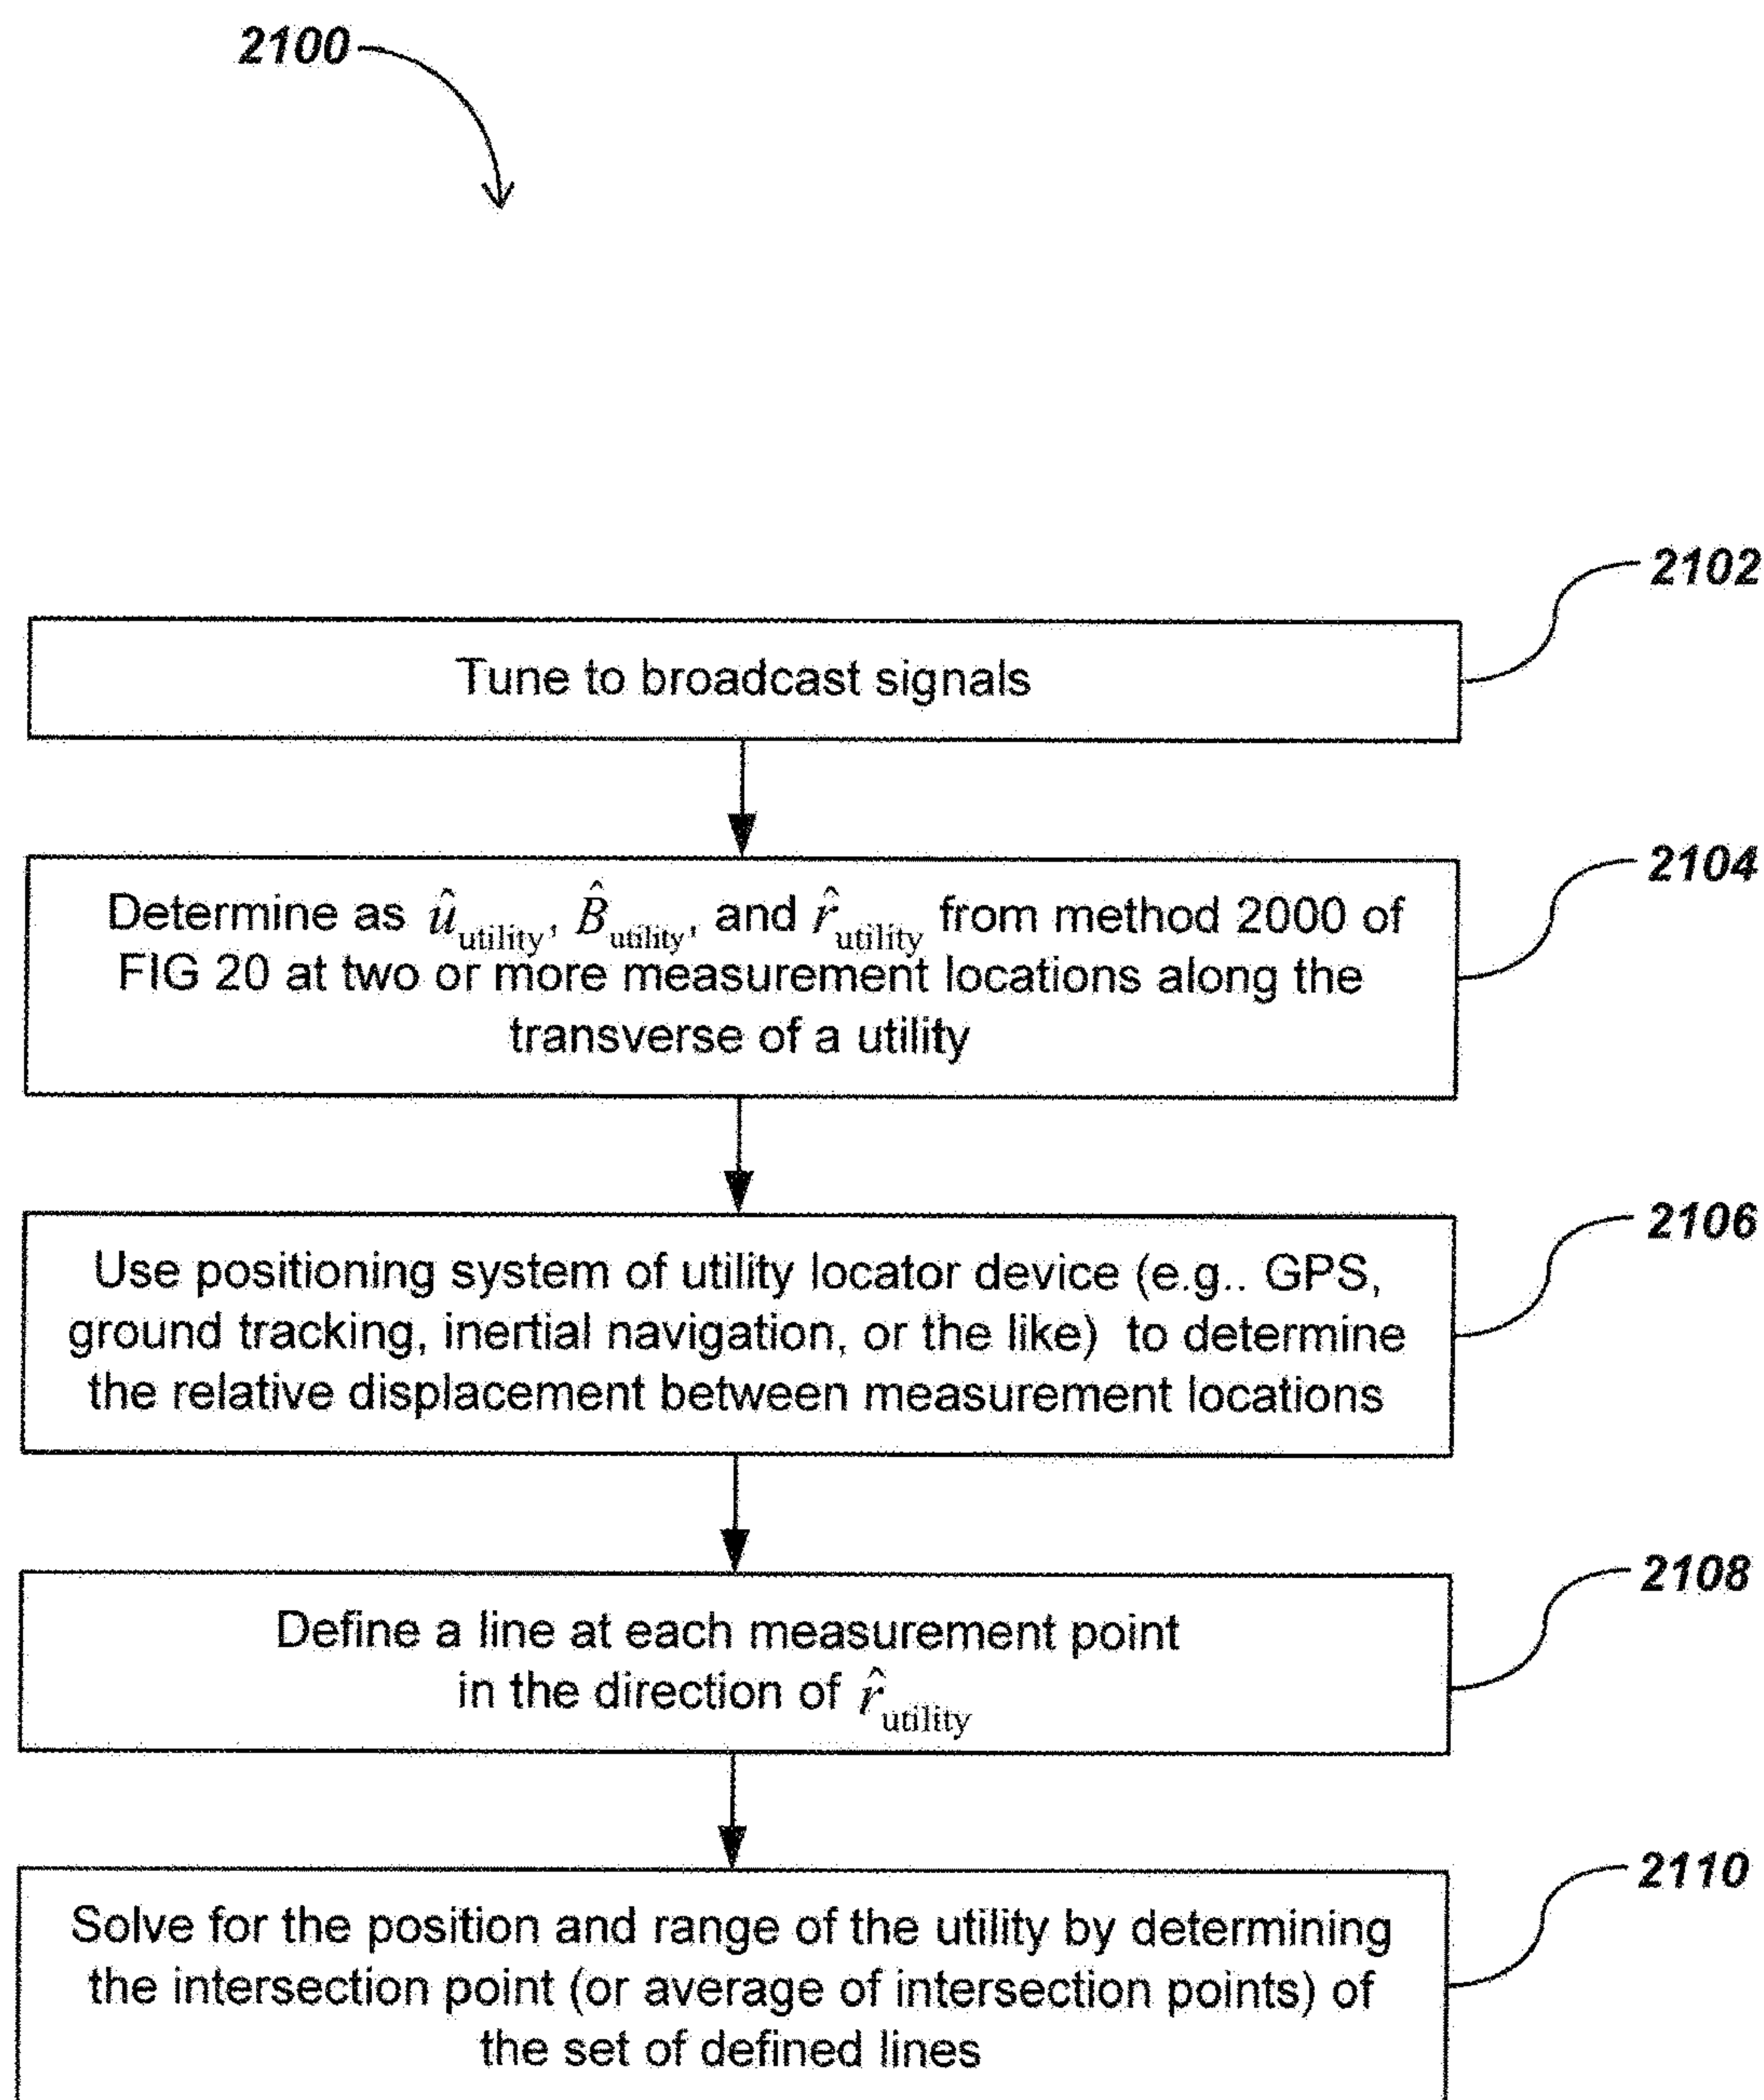 2100
2102
Tune to broadcast signals
2104
Determine as û_utility, B̂_utility, and r̂_utility from method 2000 of
FIG 20 at two or more measurement locations along the
transverse of a utility
2106
Use positioning system of utility locator device (e.g.. GPS,
ground tracking, inertial navigation, or the like) to determine
the relative displacement between measurement locations
2108
Define a line at each measurement point
in the direction of r̂_utility
2110
Solve for the position and range of the utility by determining
the intersection point (or average of intersection points) of
the set of defined lines